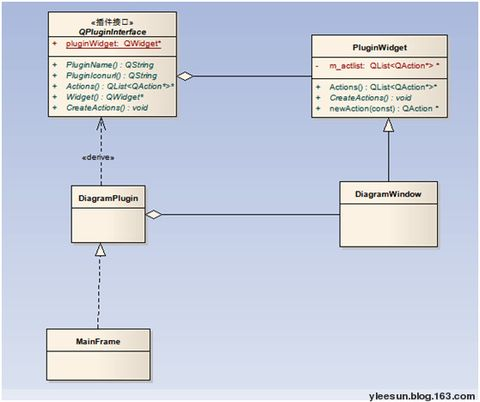 «插件接口»
QPluginInterface
+ pluginWidget: QWidget*
+ PluginName() : QString
+ PluginIconurl() : QString
+ Actions() : QList<QAction*>*
+ Widget() : QWidget*
+ CreateActions() : void
PluginWidget
- m_actlist: QList<QAction*> *
+ Actions() : QList<QAction*>*
+ CreateActions() : void
+ newAction(const) : QAction *
«derive»
DiagramPlugin
DiagramWindow
MainFrame
yleesun.blog.163.com